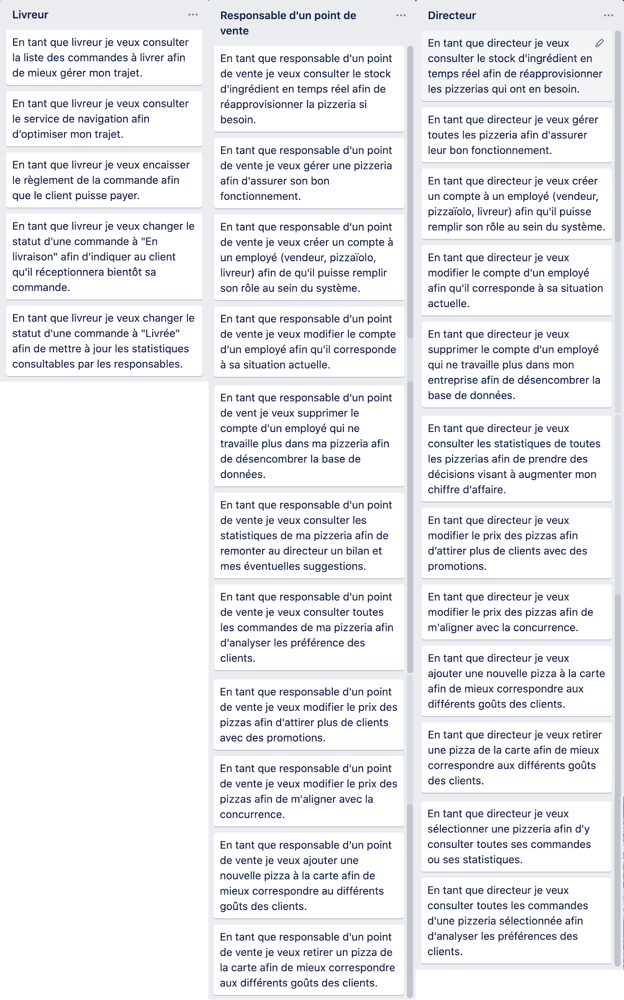 Livreur
En tant que livreur je veux consulter
la liste des commandes à livrer afin
de mieux gérer mon trajet.
En tant que livreur je veux consulter
le service de navigation afin
d’optimiser mon trajet.
En tant que livreur je veux encaisser
le règlement de la commande afin
que le client puisse payer.
En tant que livreur je veux changer le
statut d'une commande à "En
livraison" afin d'indiquer au client
qu'il réceptionnera bientôt sa
commande.
En tant que livreur je veux changer le
statut d'une commande à "Livrée"
afin de mettre à jour les statistiques
consultables par les responsables.
Responsable d'un point de
vente
En tant que responsable d'un point
de vente je veux consulter le stock
d'ingrédient en temps réel afin de
réapprovisionner la pizzeria si
besoin.
En tant que responsable d'un point
de vente je veux gérer une pizzeria
afin d'assurer son bon
fonctionnement.
En tant que responsable d'un point
de vente je veux créer un compte à
un employé (vendeur, pizzaïolo,
livreur) afin de qu'il puisse remplir
son rôle au sein du système.
En tant que responsable d'un point
de vente je veux modifier le compte
d'un employé afin qu'il corresponde
à sa situation actuelle.
En tant que responsable d'un point
de vent je veux supprimer le
compte d'un employé qui ne
travaille plus dans ma pizzeria afin
de désencombrer la base de
données.
En tant que responsable d'un point
de vente je veux consulter les
statistiques de ma pizzeria afin de
remonter au directeur un bilan et
mes éventuelles suggestions.
En tant que responsable d'un point
de vente je veux consulter toutes
les commandes de ma pizzeria afin
d'analyser les préférence des
clients.
En tant que responsable d'un point
de vente je veux modifier le prix des
pizzas afin d'attirer plus de clients
avec des promotions.
En tant que responsable d'un point
de vente je veux modifier le prix des
pizzas afin de m'aligner avec la
concurrence.
En tant que responsable d'un point
de vente je veux ajouter une
nouvelle pizza à la carte afin de
mieux correspondre au différents
goûts des clients.
En tant que responsable d'un point
de vente je veux retirer un pizza de
la carte afin de mieux correspondre
aux différents goûts des clients.
Directeur
En tant que directeur je veux
consulter le stock d'ingrédient en
temps réel afin de réapprovisionner
les pizzerias qui ont en besoin.
En tant que directeur je veux gérer
toutes les pizzeria afin d'assurer
leur bon fonctionnement.
En tant que directeur je veux créer
un compte à un employé (vendeur,
pizzaïolo, livreur) afin qu'il puisse
remplir son rôle au sein du système.
En tant que directeur je veux
modifier le compte d'un employé
afin qu'il corresponde à sa situation
actuelle.
En tant que directeur je veux
supprimer le compte d'un employé
qui ne travaille plus dans mon
entreprise afin de désencombrer la
base de données.
En tant que directeur je veux
consulter les statistiques de toutes
les pizzerias afin de prendre des
décisions visant à augmenter mon
chiffre d'affaire.
En tant que directeur je veux
modifier le prix des pizzas afin
d’attirer plus de clients avec des
promotions.
En tant que directeur je veux
modifier le prix des pizzas afin de
m'aligner avec la concurrence.
En tant que directeur je veux
ajouter une nouvelle pizza à la carte
afin de mieux correspondre aux
différents goûts des clients.
En tant que directeur je veux retirer
une pizza de la carte afin de mieux
correspondre aux différents goûts
des clients.
En tant que directeur je veux
sélectionner une pizzeria afin d'y
consulter toutes ses commandes
ou ses statistiques.
En tant que directeur je veux
consulter toutes les commandes
d'une pizzeria sélectionnée afin
d'analyser les préférences des
clients.